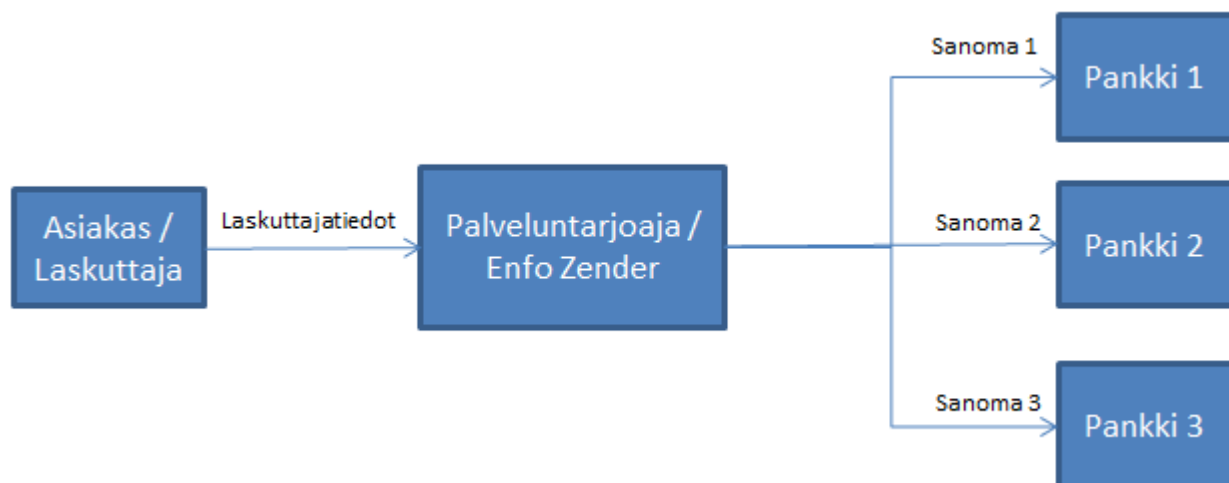 Sanoma 1
Pankki 1
Asiakas /
Laskuttaja
Laskuttajatiedot
Palveluntarjoaja /
Enfo Zender
Sanoma 2
Pankki 2
Sanoma 3
Pankki 3